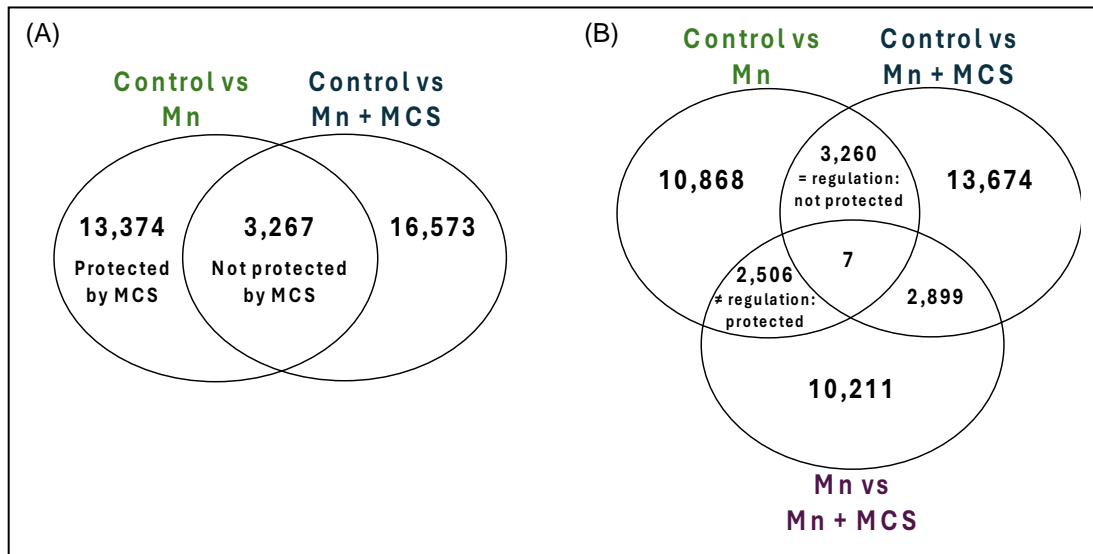 (A)
Control vs
Mn
Control vs
Mn + MCS
13,374
Protected
by MCS
3,267
Not protected
by MCS
16,573
(B)
Control vs
Mn
Control vs
Mn + MCS
10,868
3,260
= regulation:
not protected
13,674
7
2,506
≠ regulation:
protected
2,899
10,211
Mn vs
Mn + MCS